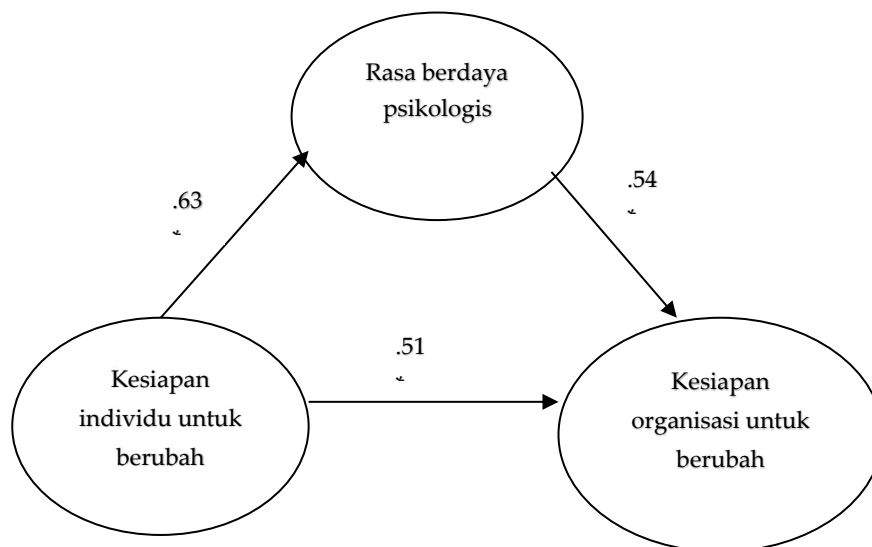 Rasa berdaya
psikologis
.63
*
.54
*
.51
*
Kesiapan
individu untuk
berubah
Kesiapan
organisasi untuk
berubah